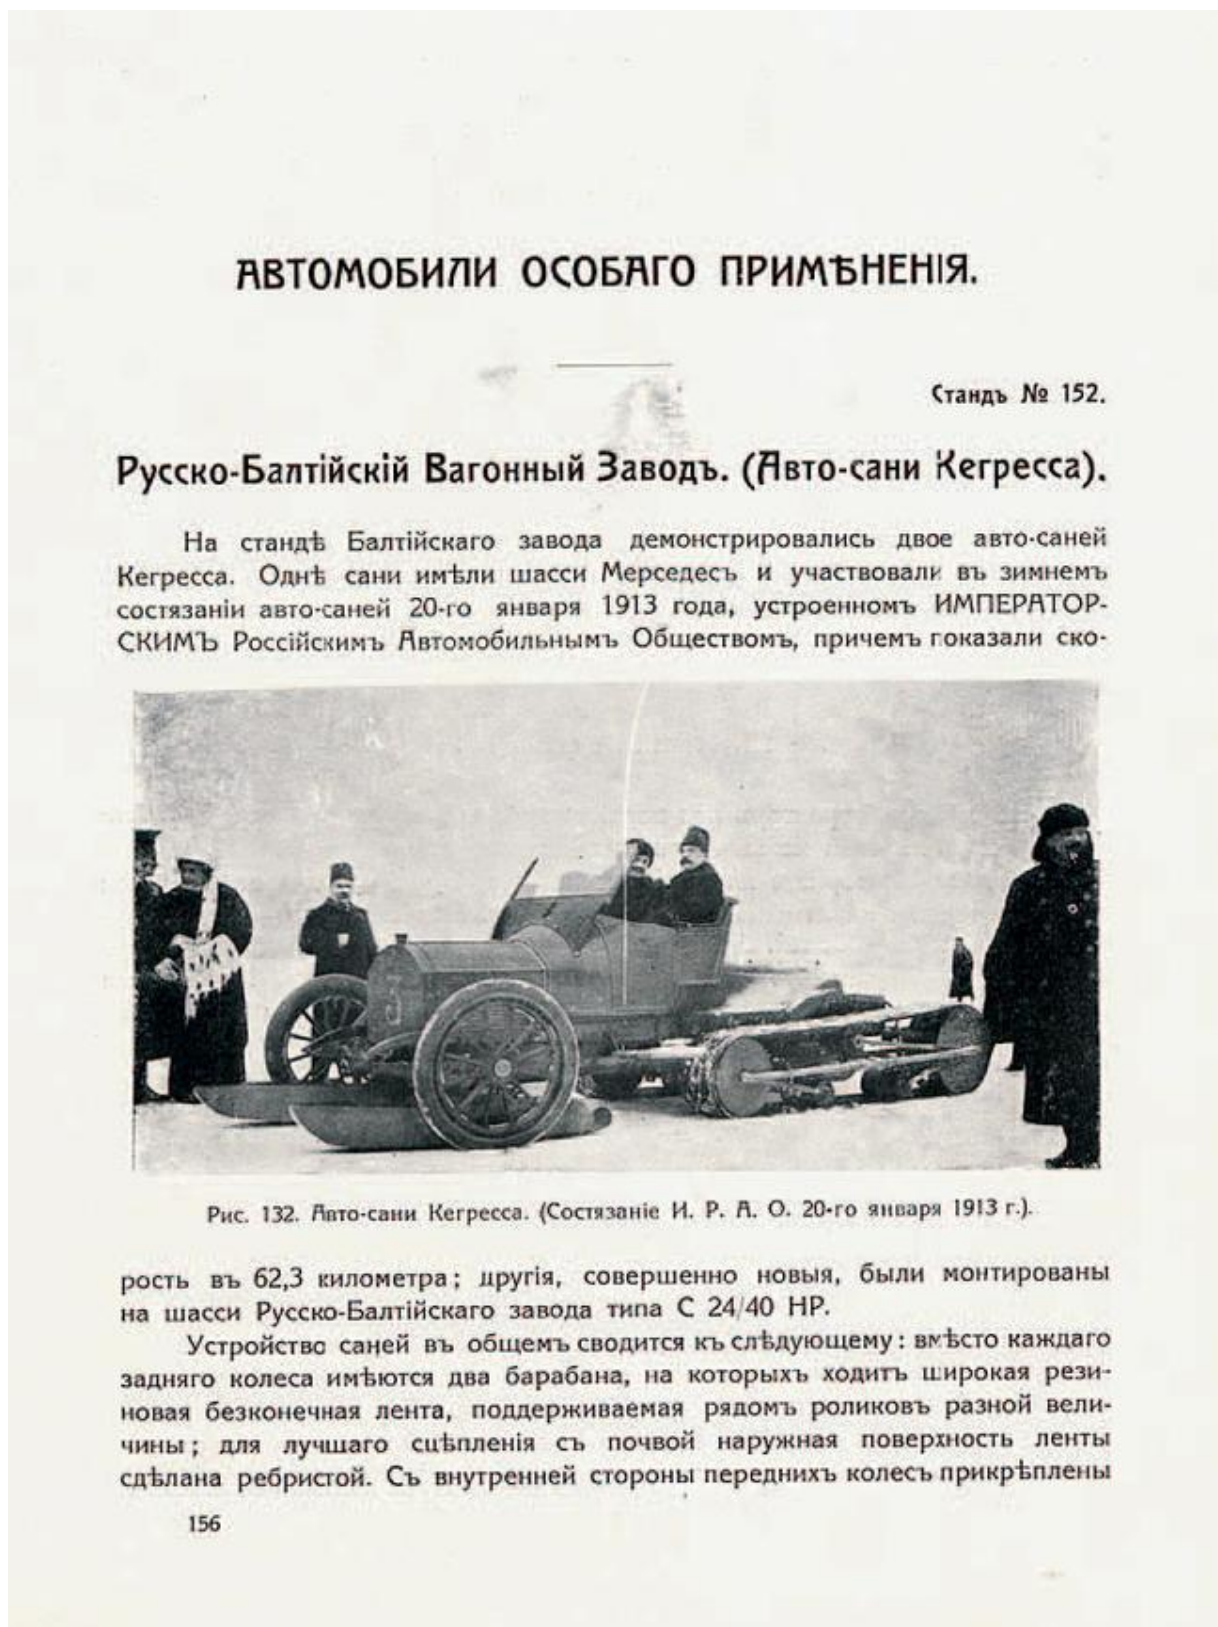 АВТОМОБИЛИ ОСОБАГО ПРИМѢНЕНІЯ.
Стандъ № 152.
Русско-Балтійскій Вагонный Заводъ. (Авто-сани Кегресса).
На стандѣ Балтійскаго завода демонстрировались двое авто-саней
Кегресса. Однѣ сани имѣли шасси Мерседесъ и участвовали въ зимнемъ
состязаніи авто-саней 20-го января 1913 года, устроенномъ ИМПЕРАТОР-
СКИМЪ Россійскимъ Автомобильнымъ Обществомъ, причемъ показали ско-
3
Рис. 132. Авто-сани Кегресса. (Состязаніе И. Р. А. О. 20-го января 1913 г.).
рость въ 62,3 километра; другія, совершенно новыя, были монтированы
на шасси Русско-Балтійскаго завода типа С 24/40 HP.
Устройство саней въ общемъ сводится къ слѣдующему: вмѣсто каждаго
задняго колеса имѣются два барабана, на которыхъ ходитъ широкая рези-
новая безконечная лента, поддерживаемая рядомъ роликовъ разной вели-
чины; для лучшаго сцѣпленія съ почвой наружная поверхность ленты
сдѣлана ребристой. Съ внутренней стороны переднихъ колесъ прикрѣплены
156